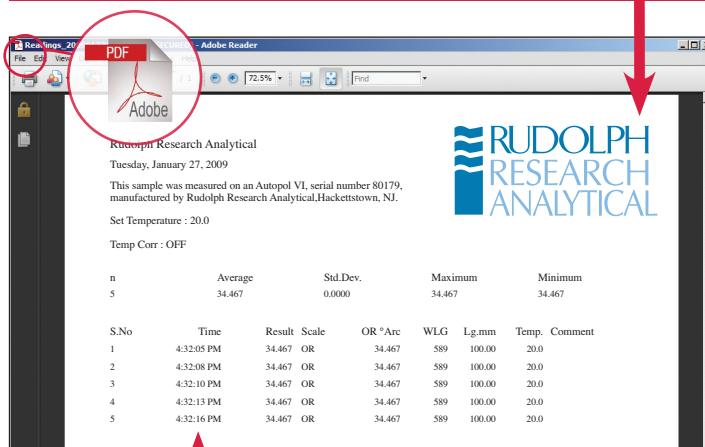 Readings_20 SECURED) - Adobe Reader
File Edit View
PDF
Adobe
/ 1 72.5% Find
RUDOLPH
RESEARCH
ANALYTICAL
Rudolph Research Analytical
Tuesday, January 27, 2009
This sample was measured on an Autopol VI, serial number 80179,
manufactured by Rudolph Research Analytical,Hackettstown, NJ.
Set Temperature : 20.0
Temp Corr : OFF
n Average Std.Dev. Maximum Minimum
5 34.467 0.0000 34.467 34.467
S.No Time Result Scale OR °Arc WLG Lg.mm Temp. Comment
1 4:32:05 PM 34.467 OR 34.467 589 100.00 20.0
2 4:32:08 PM 34.467 OR 34.467 589 100.00 20.0
3 4:32:10 PM 34.467 OR 34.467 589 100.00 20.0
4 4:32:13 PM 34.467 OR 34.467 589 100.00 20.0
5 4:32:16 PM 34.467 OR 34.467 589 100.00 20.0